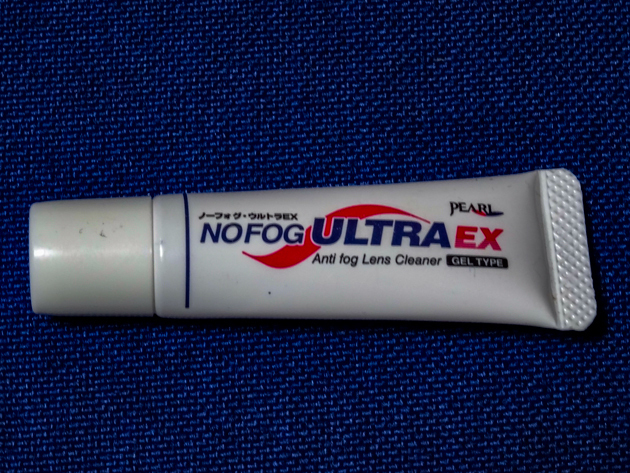 PEARL
ノーフォグ・ウルトラEX
NOFOG ULTRA EX
Anti fog Lens Cleaner GEL TYPE